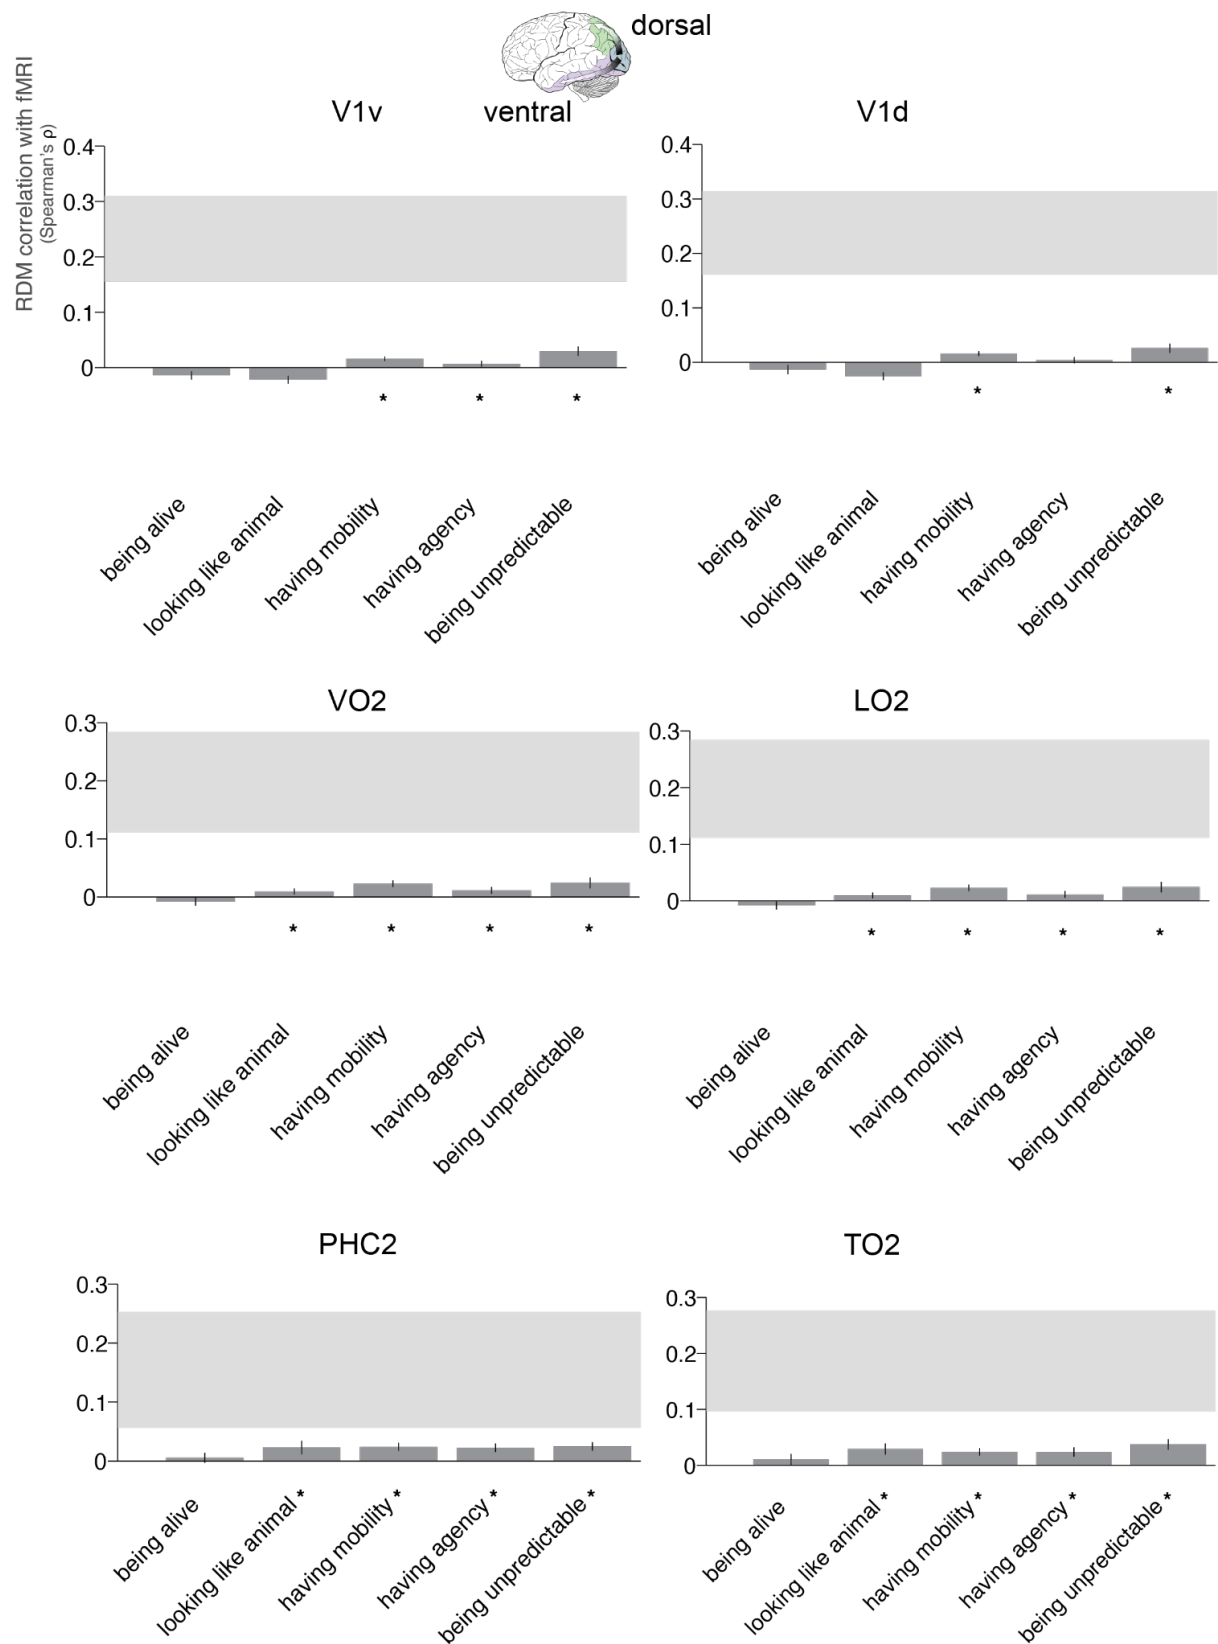 dorsal
V1v ventral V1d
RDM correlation with fMRI
(Spearman's ρ)
0.4
0.3
0.2
0.1
0
* * *
being alive
looking like animal
having mobility
having agency
being unpredictable
0.4
0.3
0.2
0.1
0
* *
being alive
looking like animal
having mobility
having agency
being unpredictable
VO2
0.3
0.2
0.1
0
* * * *
being alive
looking like animal
having mobility
having agency
being unpredictable
LO2
0.3
0.2
0.1
0
* * * *
being alive
looking like animal
having mobility
having agency
being unpredictable
PHC2
0.3
0.2
0.1
0
being alive
looking like animal *
having mobility *
having agency *
being unpredictable *
TO2
0.3
0.2
0.1
0
being alive
looking like animal *
having mobility *
having agency *
being unpredictable *